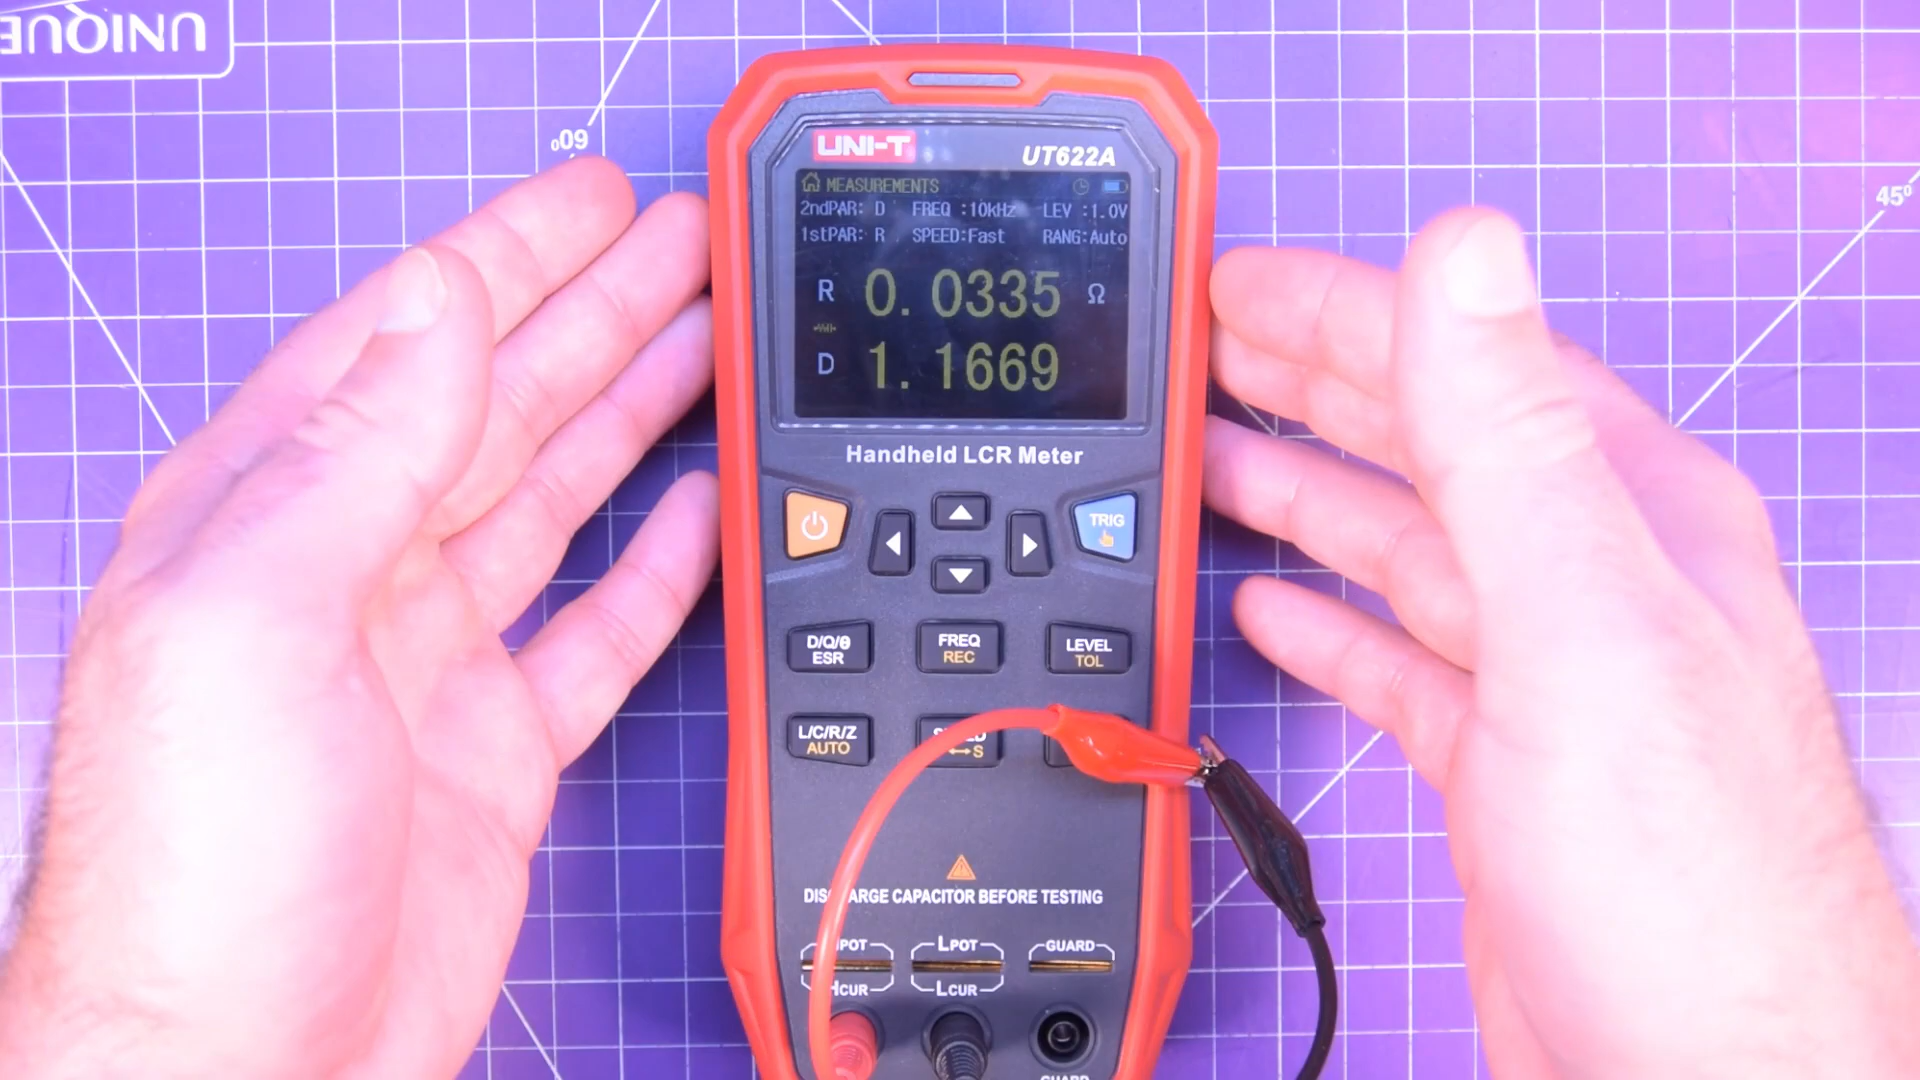 UNIQUE
60°
45°
UNI-T
UT622A
MEASUREMENTS
2ndPAR: D FREQ :10kHz LEV :1.0V
1stPAR: R SPEED:Fast RANG:Auto
R 0.0335 Ω
D 1.1669
Handheld LCR Meter
TRIG
D/Q/θ
ESR
FREQ
REC
LEVEL
TOL
L/C/R/Z
AUTO
S
CAPACITOR BEFORE TESTING
LPOT
GUARD
HCUR
LCUR
GUARD